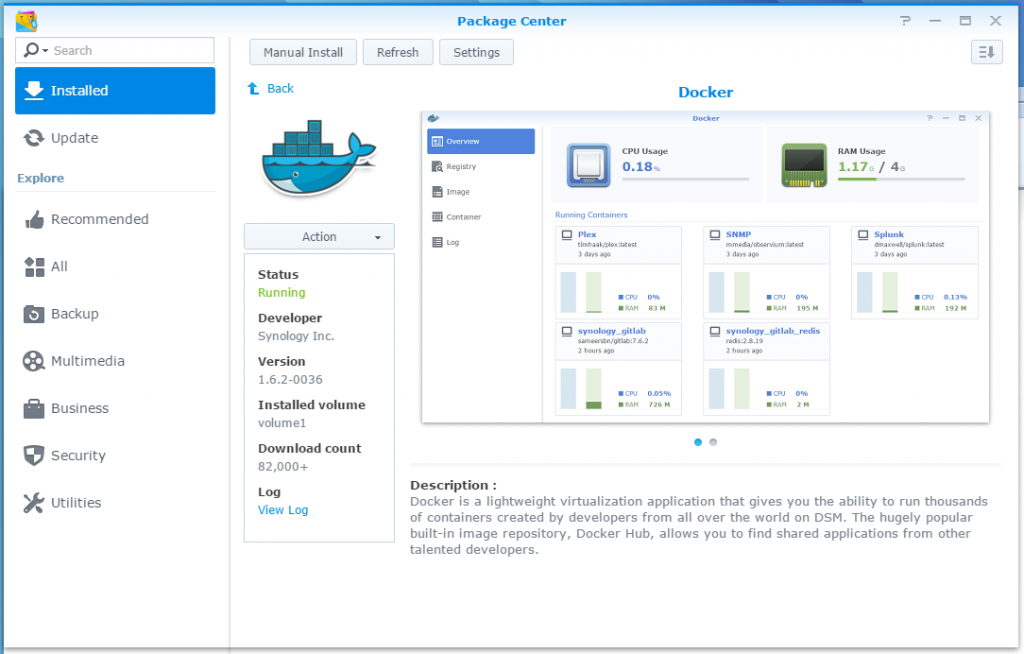 Package Center
Search
Manual Install
Refresh
Settings
Installed
Update
Explore
Recommended
All
Backup
Multimedia
Business
Security
Utilities
Back
Docker
Action
Status
Running
Developer
Synology Inc.
Version
1.6.2-0036
Installed volume
volume1
Download count
82,000+
Log
View Log
Docker
Overview
Registry
Image
Container
Log
CPU Usage
0.18%
RAM Usage
1.17G / 4G
Running Containers
Plex
timhaak/plex:latest
3 days ago
CPU 0%
RAM 83 M
SNMP
mmedia/observium:latest
3 days ago
CPU 0%
RAM 195 M
Splunk
dmaxwell/splunk:latest
3 days ago
CPU 0.13%
RAM 192 M
synology_gitlab
sameersbn/gitlab:7.6.2
2 hours ago
CPU 0.05%
RAM 726 M
synology_gitlab_redis
redis:2.8.19
2 hours ago
CPU 0%
RAM 2 M
Description :
Docker is a lightweight virtualization application that gives you the ability to run thousands
of containers created by developers from all over the world on DSM. The hugely popular
built-in image repository, Docker Hub, allows you to find shared applications from other
talented developers.